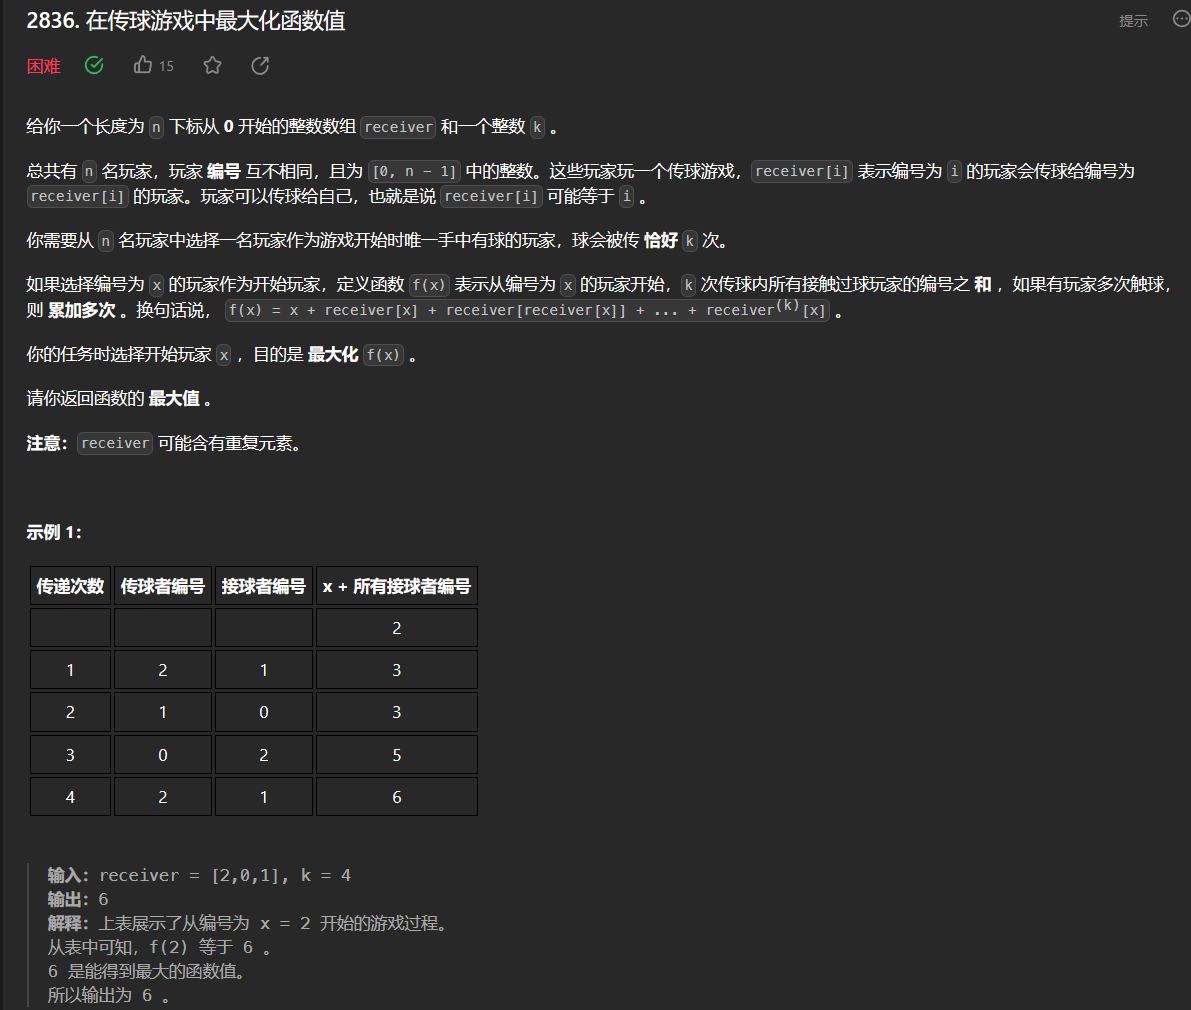 2836. 在传球游戏中最大化函数值
提示
困难
15
给你一个长度为 n 下标从 0 开始的整数数组 receiver 和一个整数 k 。
总共有 n 名玩家，玩家 编号 互不相同，且为 [0, n - 1] 中的整数。这些玩家玩一个传球游戏，receiver[i] 表示编号为 i 的玩家会传球给编号为
receiver[i] 的玩家。玩家可以传球给自己，也就是说 receiver[i] 可能等于 i 。
你需要从 n 名玩家中选择一名玩家作为游戏开始时唯一手中有球的玩家，球会被传 恰好 k 次。
如果选择编号为 x 的玩家作为开始玩家，定义函数 f(x) 表示从编号为 x 的玩家开始，k 次传球内所有接触过球玩家的编号之 和 ，如果有玩家多次触球，
则 累加多次 。换句话说， f(x) = x + receiver[x] + receiver[receiver[x]] + ... + receiver(k)[x] 。
你的任务时选择开始玩家 x ，目的是 最大化 f(x) 。
请你返回函数的 最大值 。
注意：receiver 可能含有重复元素。
示例 1：
传递次数 传球者编号 接球者编号 x + 所有接球者编号
2
1 2 1 3
2 1 0 3
3 0 2 5
4 2 1 6
输入：receiver = [2,0,1], k = 4
输出：6
解释：上表展示了从编号为 x = 2 开始的游戏过程。
从表中可知，f(2) 等于 6 。
6 是能得到最大的函数值。
所以输出为 6 。